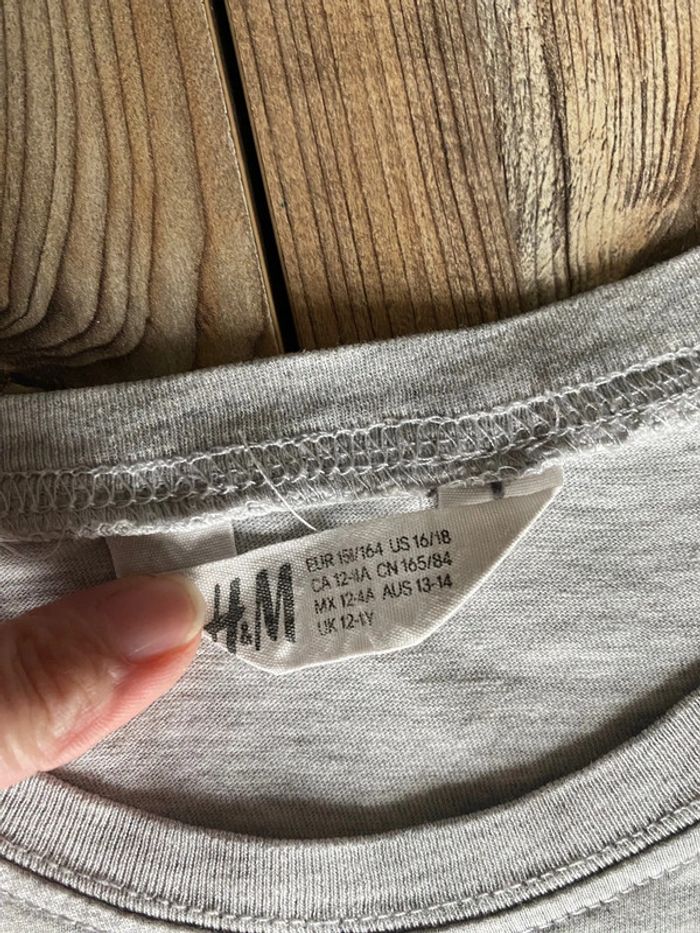 H&M
EUR 158/164 US 16/18
CA 12-14A CN 165/84
MX 12-14A AUS 13-14
UK 12-14Y